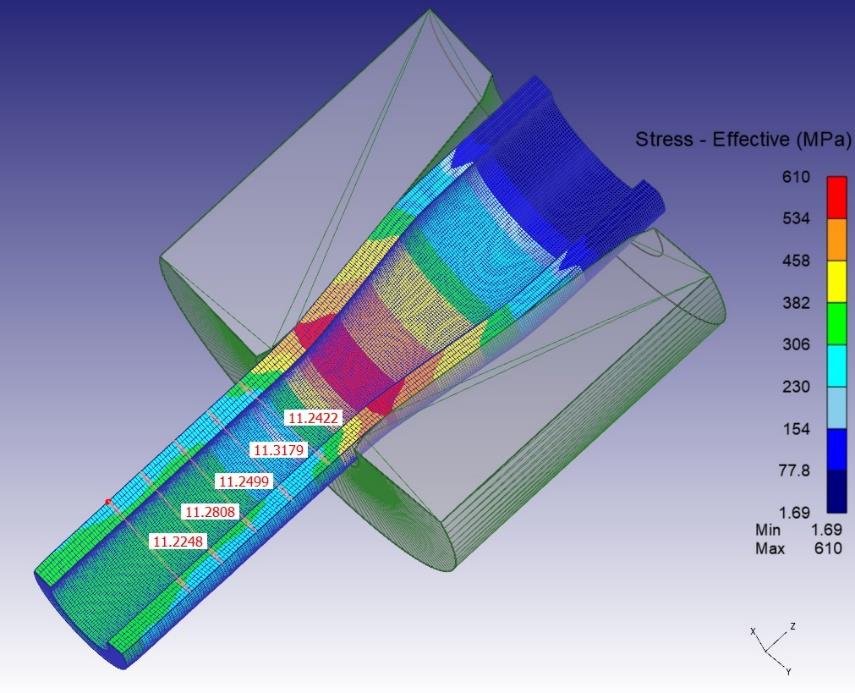 Stress - Effective (MPa)
610
534
458
382
306
230
154
77.8
1.69
Min 1.69
Max 610
11.2422
11.3179
11.2499
11.2808
11.2248
X
Z
Y